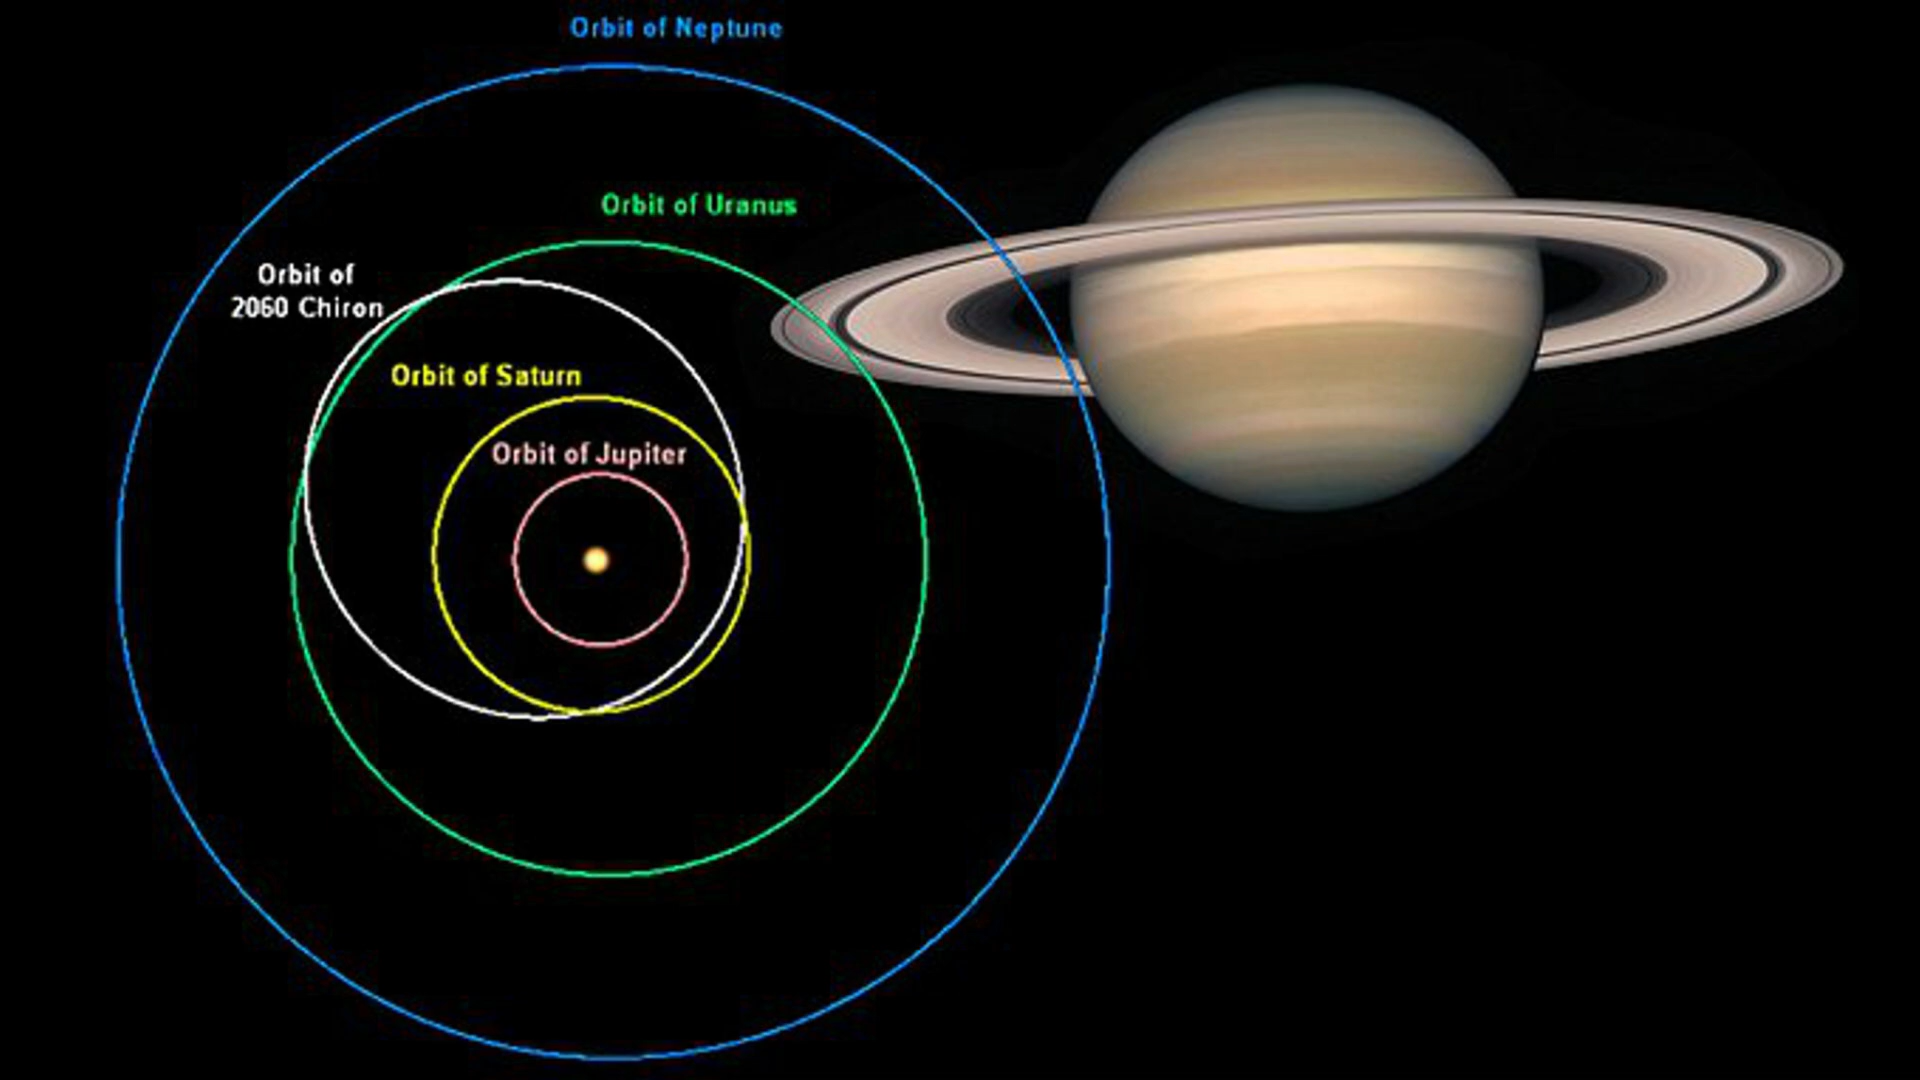 Orbit of Neptune
Orbit of Uranus
Orbit of
2060 Chiron
Orbit of Saturn
Orbit of Jupiter